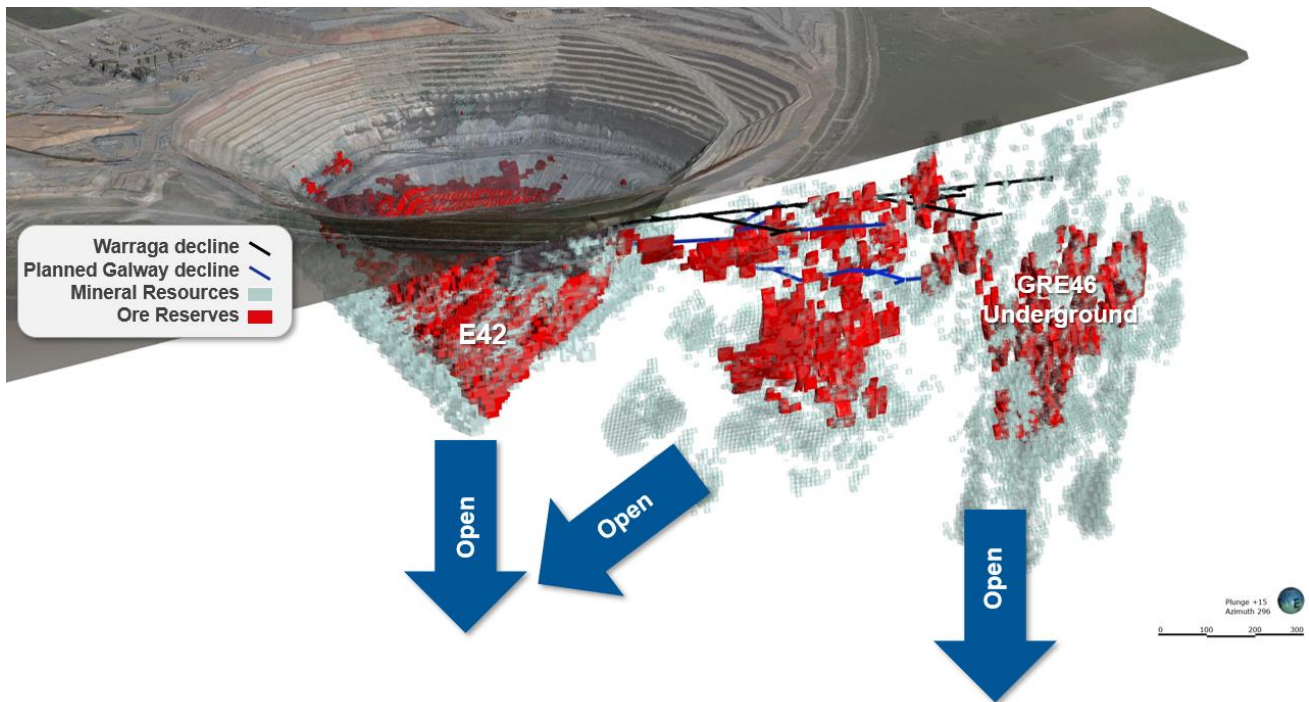 Warraga decline
Planned Galway decline
Mineral Resources
Ore Reserves
E42
GRE46
Underground
Open
Open
Open
Plunge +15
Azimuth 296
0 100 200 300